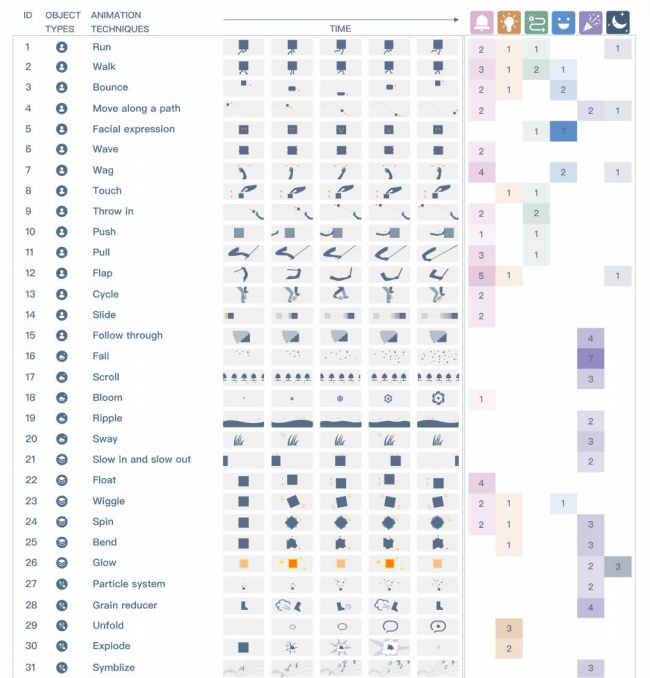 ID OBJECT TYPES ANIMATION TECHNIQUES TIME
1 Run 2 1 1 1
2 Walk 3 1 2 1
3 Bounce 2 1 2
4 Move along a path 2 2 1
5 Facial expression 1 7
6 Wave 2
7 Wag 4 2 1
8 Touch 1 1
9 Throw in 2 2
10 Push 1 1
11 Pull 3 1
12 Flap 5 1 1
13 Cycle 2
14 Slide 2
15 Follow through 4
16 Fall 7
17 Scroll 3
18 Bloom 1
19 Ripple 2
20 Sway 3
21 Slow in and slow out 2
22 Float 4
23 Wiggle 2 1 1
24 Spin 2 1 3
25 Bend 1 3
26 Glow 2 3
27 Particle system 2
28 Grain reducer 4
29 Unfold 3
30 Explode 2
31 Symblize 3